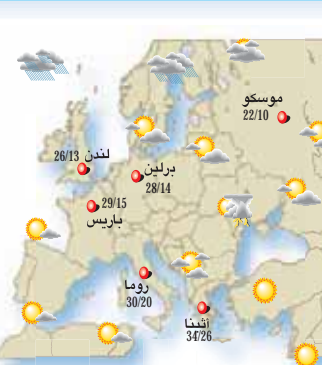 موسكو
22/10
لندن 26/13
برلين
28/14
29/15
باريس
روما
30/20
أثينا
34/26